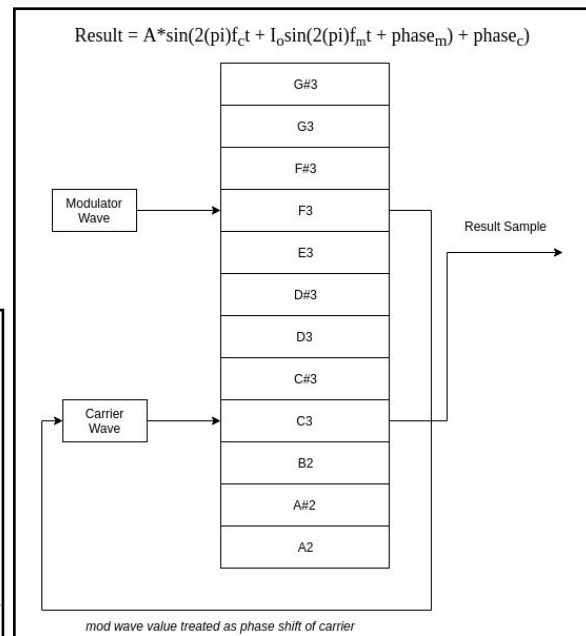 Result = A*sin(2(pi)f_ct + I_osin(2(pi)f_mt + phase_m) + phase_c)
G#3
G3
F#3
Modulator
Wave
F3
Result Sample
E3
D#3
D3
C#3
Carrier
Wave
C3
B2
A#2
A2
mod wave value treated as phase shift of carrier